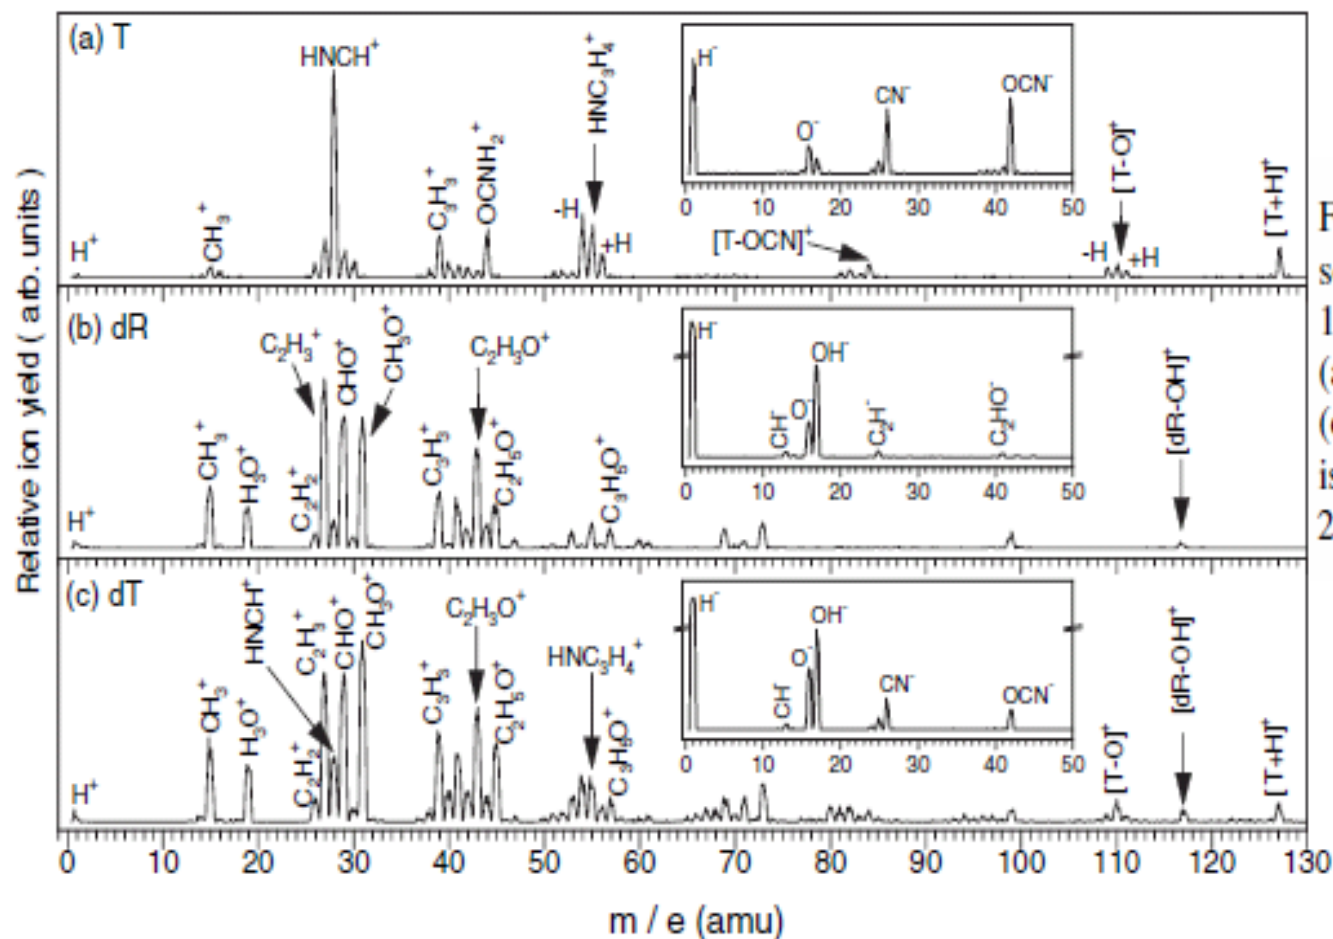 Relative ion yield ( arb. units)
(a) T
H⁺
CH₃⁺
HNCH⁺
C₃H₃⁺
OCNH₂⁺
-H
HNC₃H₄⁺
+H
[T-OCN]⁺
-H
[T-O]⁺
+H
[T+H]⁺
H⁻
O⁻
CN⁻
OCN⁻
0 10 20 30 40 50
(b) dR
H⁺
CH₃⁺
H₃O⁺
C₂H₂⁺
C₂H₃⁺
CHO⁺
CH₃O⁺
C₃H₃⁺
C₂H₃O⁺
C₂H₅O⁺
C₃H₅O⁺
[dR-OH]⁺
H⁻
CH⁻
O⁻
OH⁻
C₂H⁻
C₂HO⁻
0 10 20 30 40 50
(c) dT
H⁺
CH₃⁺
H₃O⁺
HNCH⁺
C₂H₂⁺
C₂H₃⁺
CHO⁺
CH₃O⁺
C₃H₃⁺
C₂H₃O⁺
C₂H₅O⁺
HNC₃H₄⁺
C₃H₅O⁺
[T-O]⁺
[dR-OH]⁺
[T+H]⁺
H⁻
CH⁻
O⁻
OH⁻
CN⁻
OCN⁻
0 10 20 30 40 50
0 10 20 30 40 50 60 70 80 90 100 110 120 130
m / e (amu)
F
s
1
(a
(c
is
2